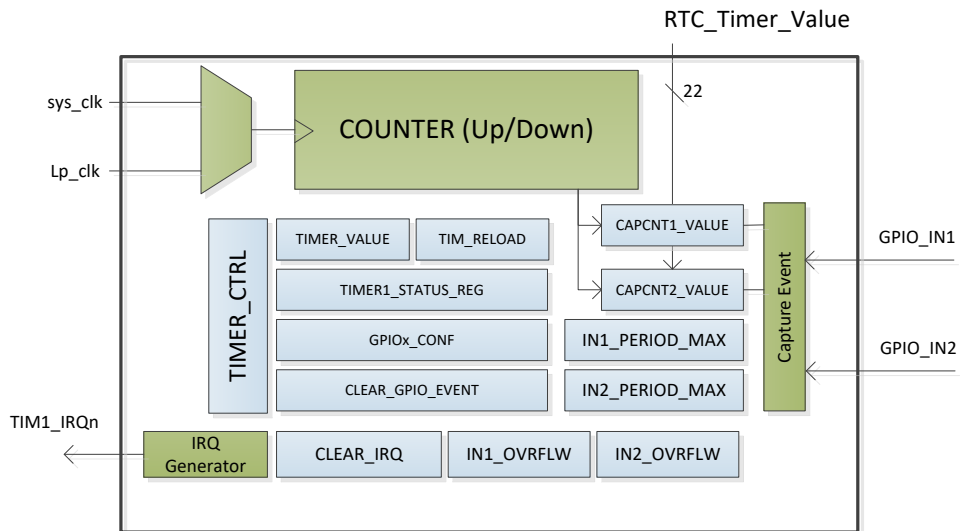 RTC_Timer_Value
22
sys_clk
COUNTER (Up/Down)
Lp_clk
TIMER_CTRL
TIMER_VALUE
TIM_RELOAD
CAPCNT1_VALUE
GPIO_IN1
TIMER1_STATUS_REG
CAPCNT2_VALUE
Capture Event
GPIOx_CONF
IN1_PERIOD_MAX
GPIO_IN2
CLEAR_GPIO_EVENT
IN2_PERIOD_MAX
TIM1_IRQn
IRQ
Generator
CLEAR_IRQ
IN1_OVRFLW
IN2_OVRFLW